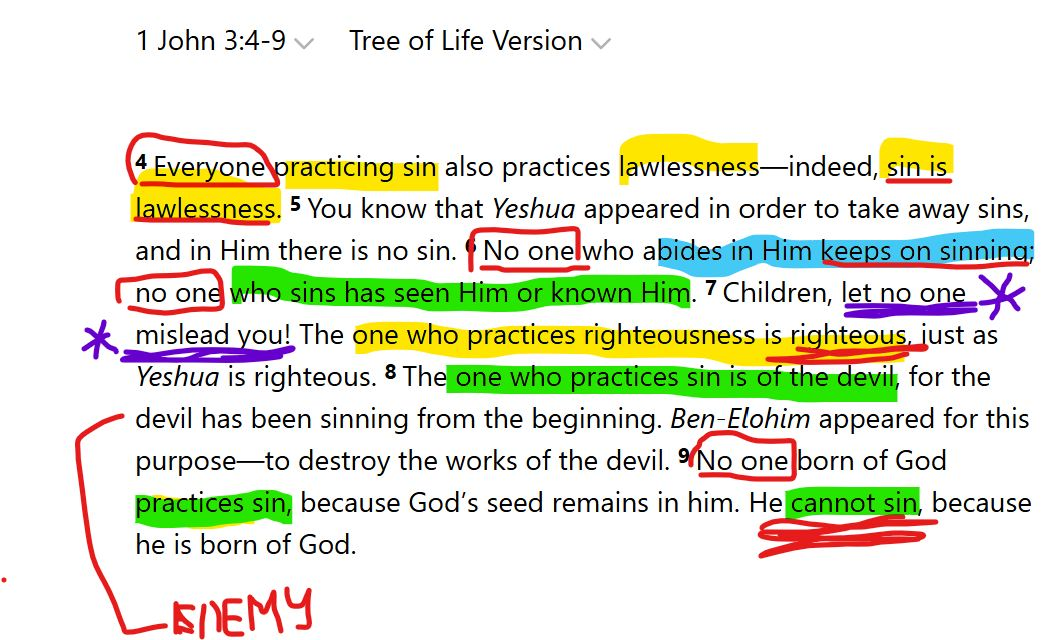 1 John 3:4-9 Tree of Life Version
4 Everyone practicing sin also practices lawlessness—indeed, sin is
lawlessness. 5 You know that Yeshua appeared in order to take away sins,
and in Him there is no sin. 6 No one who abides in Him keeps on sinning;
no one who sins has seen Him or known Him. 7 Children, let no one
mislead you! The one who practices righteousness is righteous, just as
Yeshua is righteous. 8 The one who practices sin is of the devil, for the
devil has been sinning from the beginning. Ben-Elohim appeared for this
purpose—to destroy the works of the devil. 9 No one born of God
practices sin, because God’s seed remains in him. He cannot sin, because
he is born of God.
ENEMY